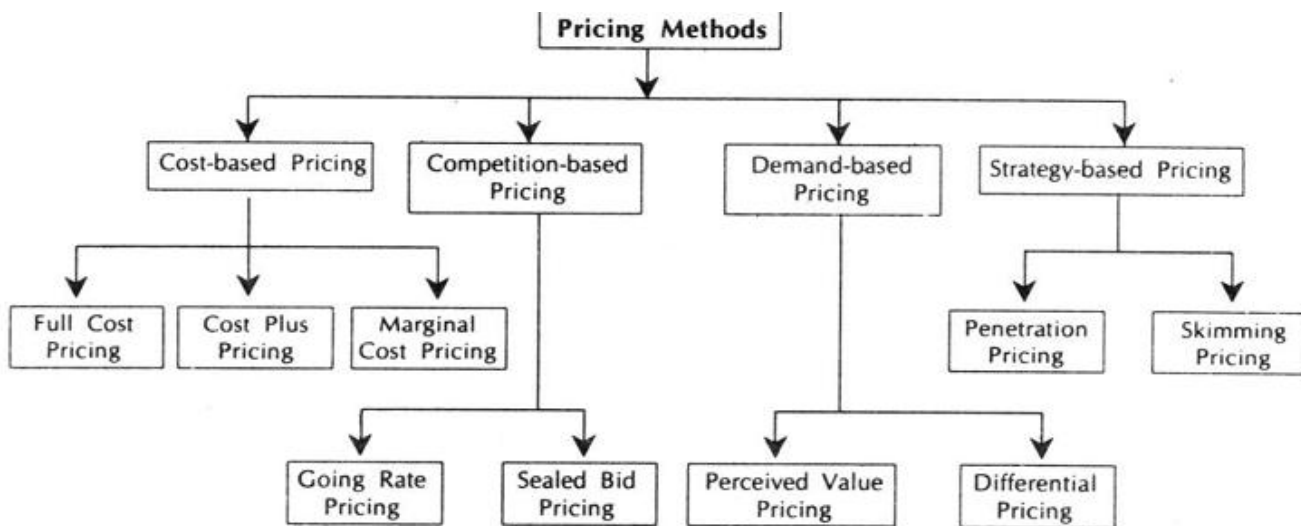 Pricing Methods
Cost-based Pricing
Competition-based
Pricing
Demand-based
Pricing
Strategy-based Pricing
Full Cost
Pricing
Cost Plus
Pricing
Marginal
Cost Pricing
Penetration
Pricing
Skimming
Pricing
Going Rate
Pricing
Sealed Bid
Pricing
Perceived Value
Pricing
Differential
Pricing